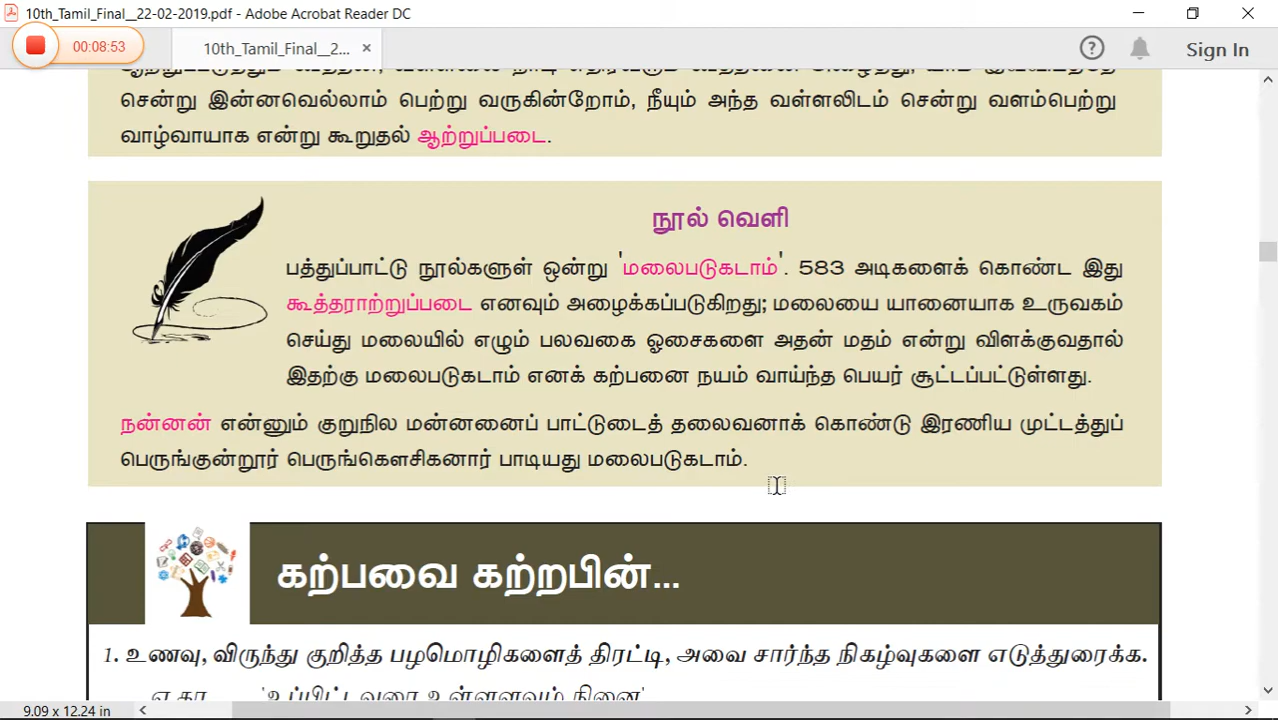 10th_Tamil_Final__22-02-2019.pdf - Adobe Acrobat Reader DC
00:08:53
10th_Tamil_Final__2...
Sign In
சென்று இன்னவெல்லாம் பெற்று வருகின்றோம், நீயும் அந்த வள்ளலிடம் சென்று வளம்பெற்று
வாழ்வாயாக என்று கூறுதல் ஆற்றுப்படை.
நூல் வெளி
பத்துப்பாட்டு நூல்களுள் ஒன்று 'மலைபடுகடாம்'. 583 அடிகளைக் கொண்ட இது
கூத்தராற்றுப்படை எனவும் அழைக்கப்படுகிறது; மலையை யானையாக உருவகம்
செய்து மலையில் எழும் பலவகை ஓசைகளை அதன் மதம் என்று விளக்குவதால்
இதற்கு மலைபடுகடாம் எனக் கற்பனை நயம் வாய்ந்த பெயர் சூட்டப்பட்டுள்ளது.
நன்னன் என்னும் குறுநில மன்னனைப் பாட்டுடைத் தலைவனாக் கொண்டு இரணிய முட்டத்துப்
பெருங்குன்றூர் பெருங்கௌசிகனார் பாடியது மலைபடுகடாம்.
கற்பவை கற்றபின்...
1. உணவு, விருந்து குறித்த பழமொழிகளைத் திரட்டி, அவை சார்ந்த நிகழ்வுகளை எடுத்துரைக்க.
9.09 x 12.24 in